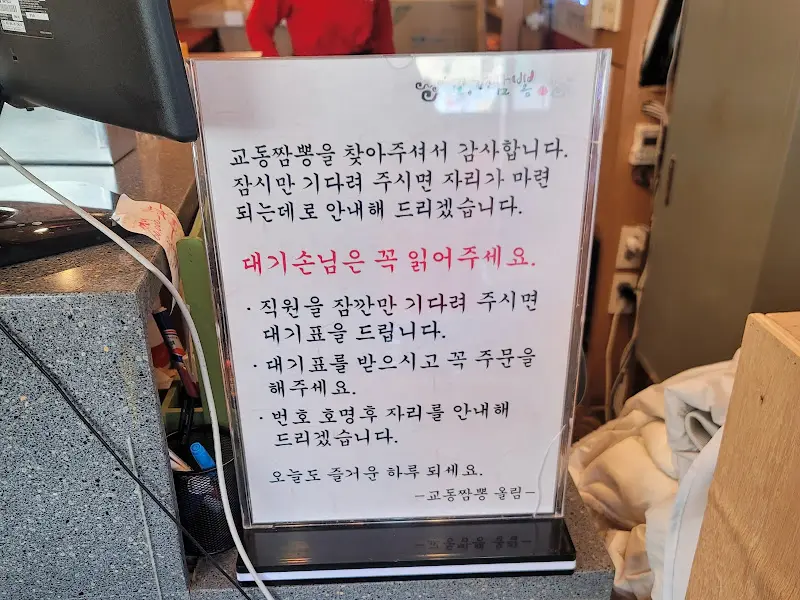 교동짬뽕을 찾아주셔서 감사합니다.
잠시만 기다려 주시면 자리가 마련
되는데로 안내해 드리겠습니다.
대기손님은 꼭 읽어주세요.
· 직원을 잠깐만 기다려 주시면
대기표을 드립니다.
· 대기표를 받으시고 꼭 주문을
해주세요.
· 번호 호명후 자리를 안내해
드리겠습니다.
오늘도 즐거운 하루 되세요.
-교동짬뽕 올림-